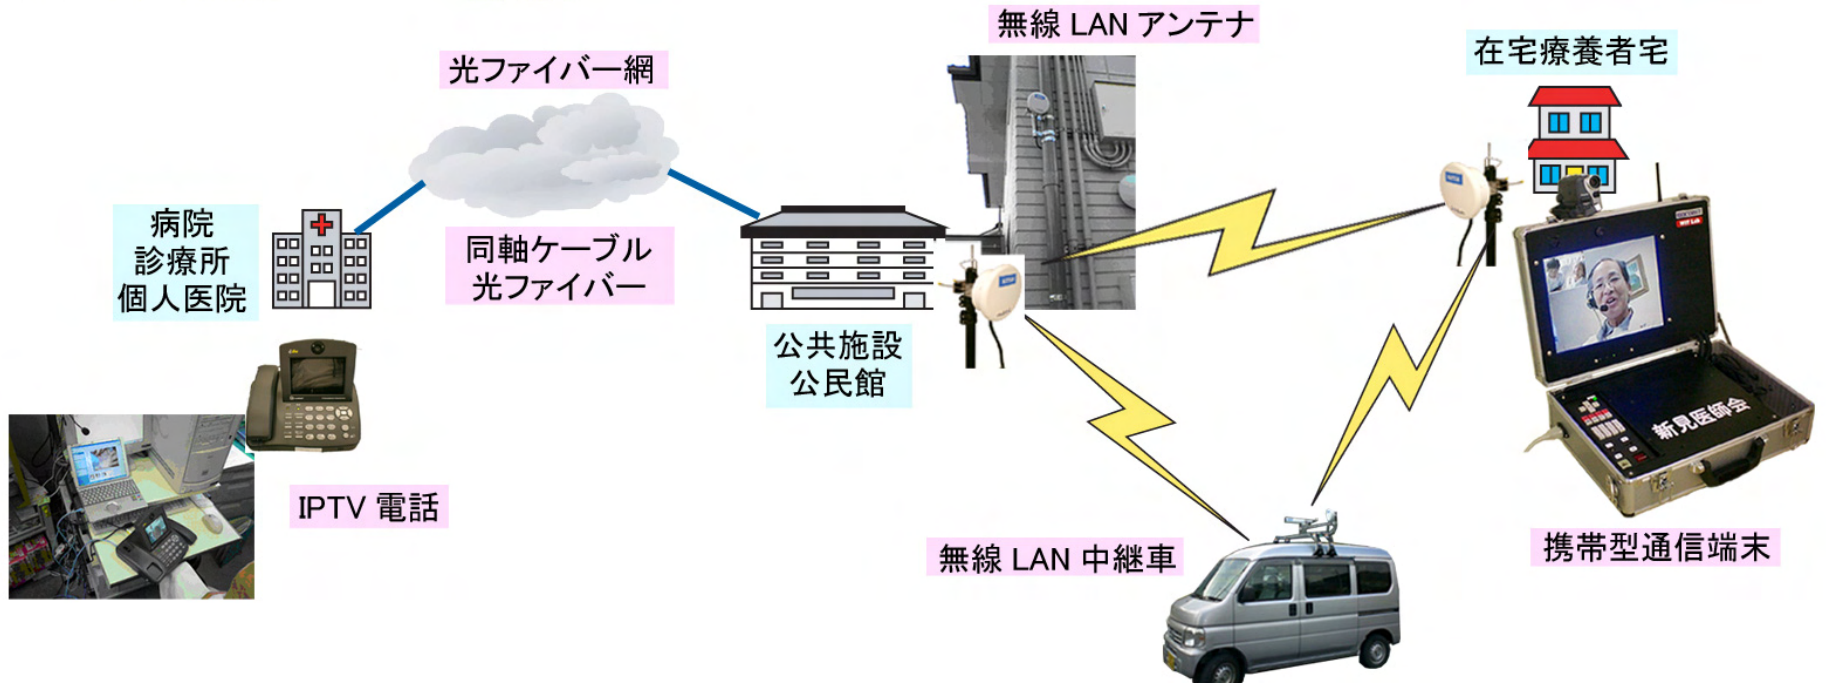 無線 LAN アンテナ
光ファイバー網
在宅療養者宅
病院
診療所
個人医院
同軸ケーブル
光ファイバー
公共施設
公民館
新見医師会
IPTV 電話
無線 LAN 中継車
携帯型通信端末